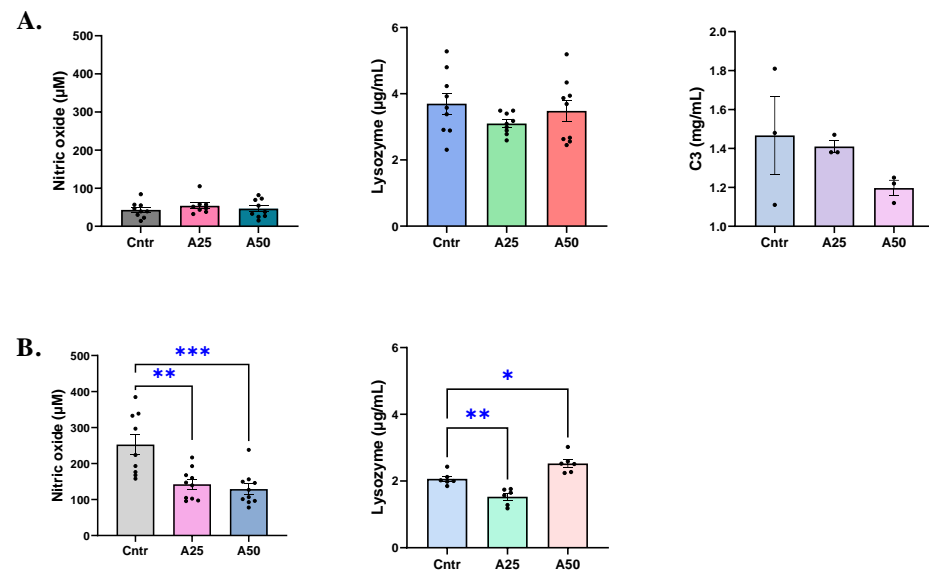 A.
Nitric oxide (µM)
500
400
300
200
100
0
Cntr A25 A50
Lysozyme (µg/mL)
6
4
2
0
Cntr A25 A50
C3 (mg/mL)
2.0
1.8
1.6
1.4
1.2
1.0
Cntr A25 A50
B.
Nitric oxide (µM)
500
400
300
200
100
0
***
**
Cntr A25 A50
Lysozyme (µg/mL)
6
4
2
0
*
**
Cntr A25 A50